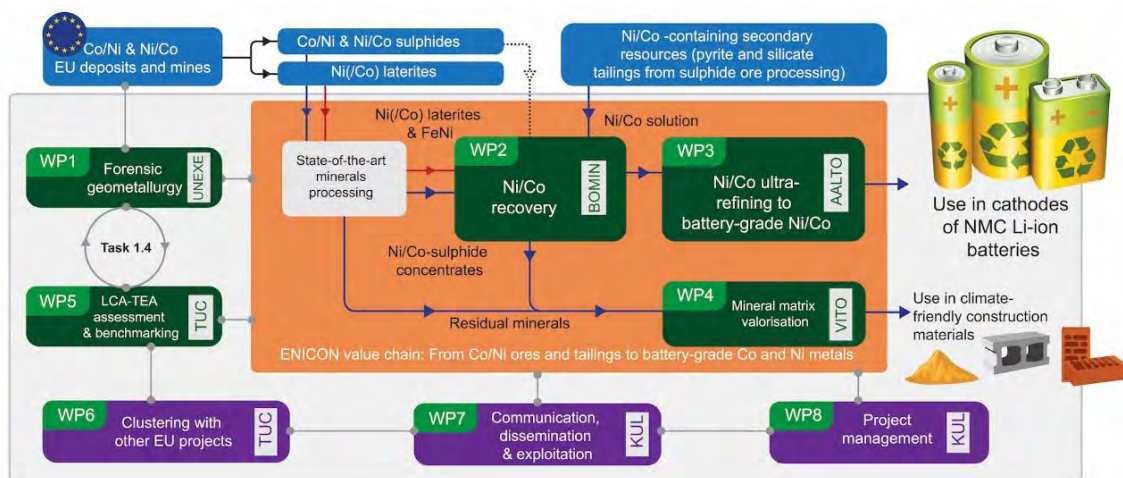 Co/Ni & Ni/Co
EU deposits and mines
Co/Ni & Ni/Co sulphides
Ni(/Co) laterites
Ni/Co -containing secondary
resources (pyrite and silicate
tailings from sulphide ore processing)
Ni(/Co) laterites
& FeNi
Ni/Co solution
WP1
Forensic
geometallurgy
UNEXE
State-of-the-art
minerals
processing
WP2
Ni/Co
recovery
BOMIN
WP3
Ni/Co ultra-
refining to
battery-grade Ni/Co
AALTO
Use in cathodes
of NMC Li-ion
batteries
Task 1.4
Ni/Co-sulphide
concentrates
WP5
LCA-TEA
assessment
& benchmarking
TUC
Residual minerals
WP4
Mineral matrix
valorisation
VITO
Use in climate-
friendly construction
materials
ENICON value chain: From Co/Ni ores and tailings to battery-grade Co and Ni metals
WP6
Clustering with
other EU projects
TUC
WP7
Communication,
dissemination
& exploitation
KUL
WP8
Project
management
KUL